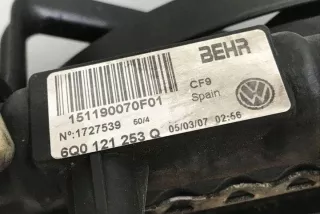 BEHR
CF9
Spain
151190070F01
Nº:1727539 50/4
6Q0 121 253 Q 05/03/07 02:56